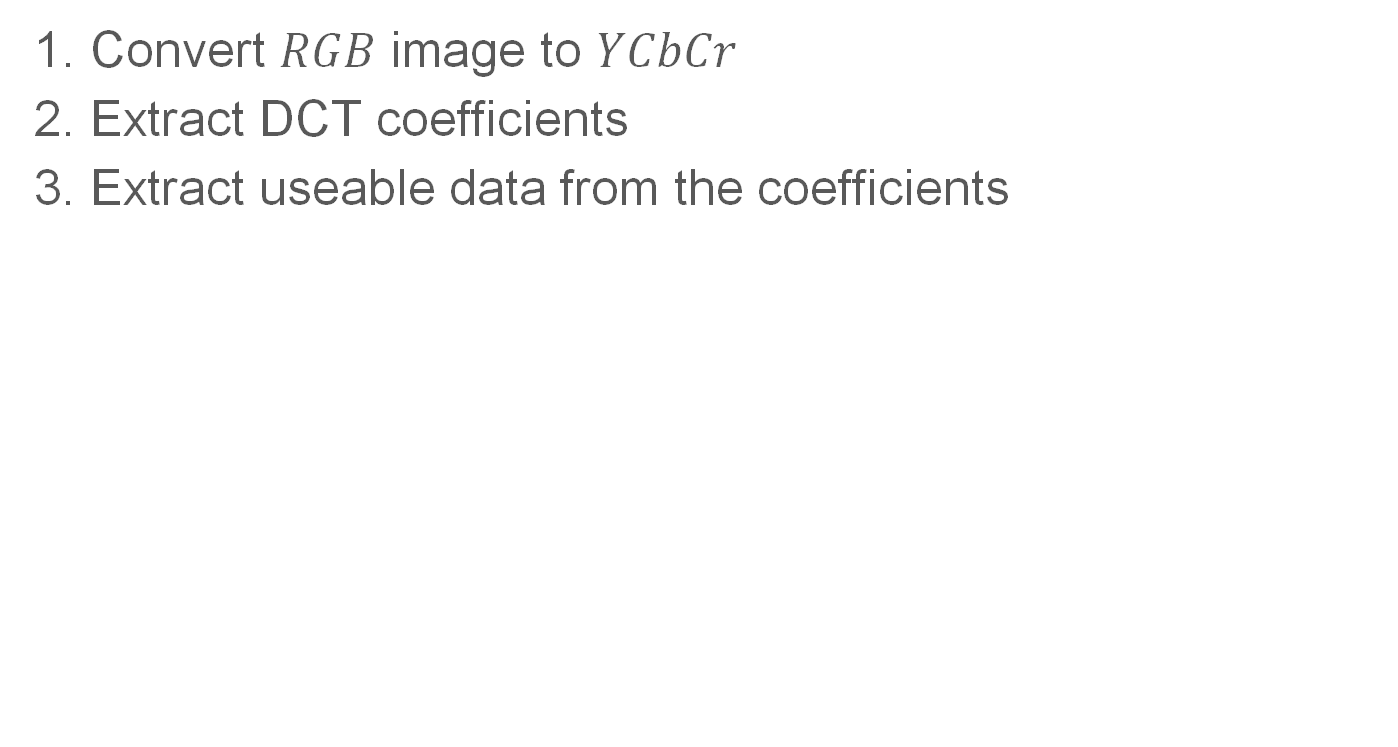 1. Convert RGB image to YCbCr
2. Extract DCT coefficients
3. Extract useable data from the coefficients